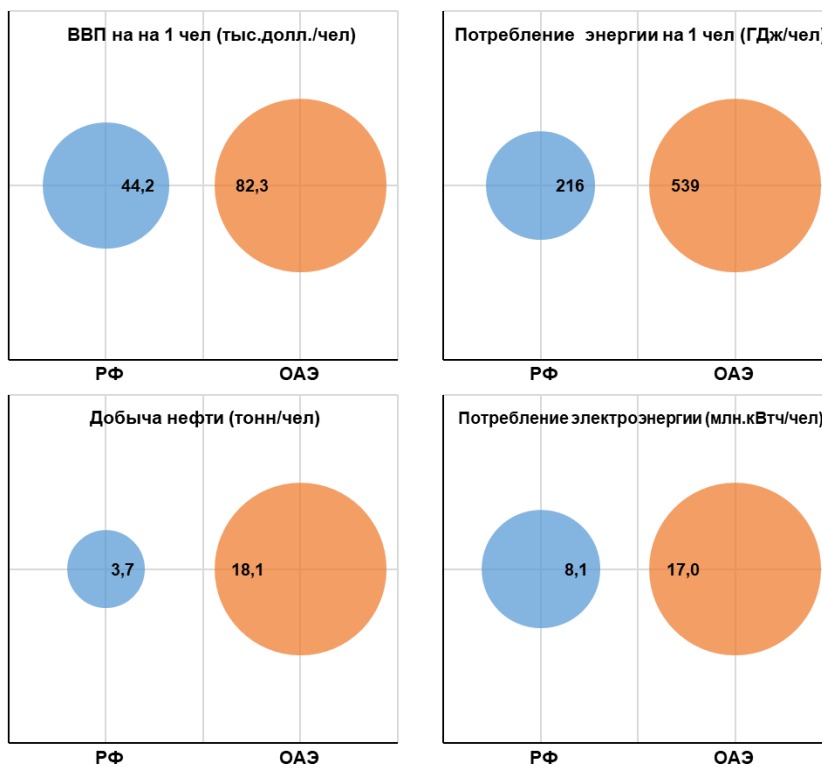 ВВП на на 1 чел (тыс.долл./чел)
44,2
82,3
РФ
ОАЭ
Потребление энергии на 1 чел (ГДж/чел)
216
539
РФ
ОАЭ
Добыча нефти (тонн/чел)
3,7
18,1
РФ
ОАЭ
Потребление электроэнергии (млн.кВтч/чел)
8,1
17,0
РФ
ОАЭ